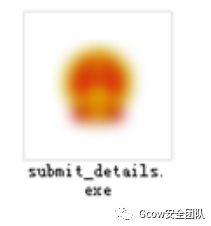 submit_details.
exe
Gcow安全团队